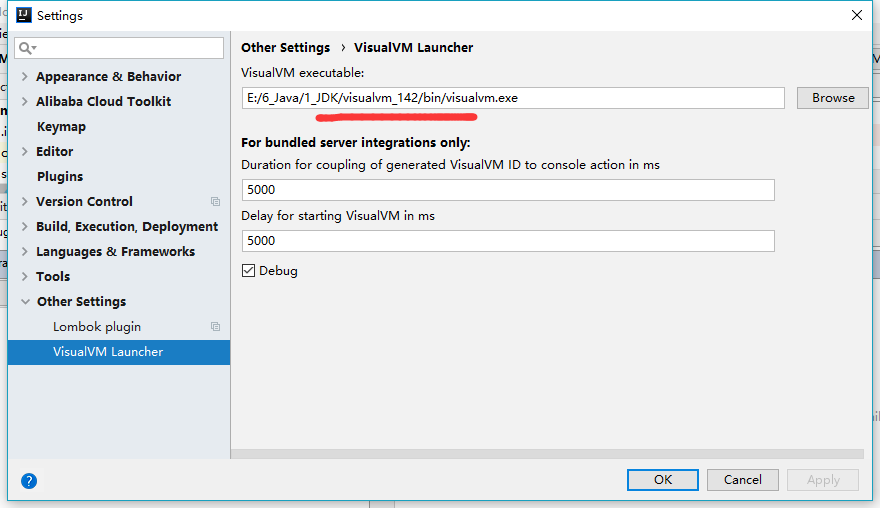 Settings
Appearance & Behavior
Alibaba Cloud Toolkit
Keymap
Editor
Plugins
Version Control
Build, Execution, Deployment
Languages & Frameworks
Tools
Other Settings
Lombok plugin
VisualVM Launcher
Other Settings › VisualVM Launcher
VisualVM executable:
E:/6_Java/1_JDK/visualvm_142/bin/visualvm.exe
Browse
For bundled server integrations only:
Duration for coupling of generated VisualVM ID to console action in ms
5000
Delay for starting VisualVM in ms
5000
Debug
?
OK
Cancel
Apply